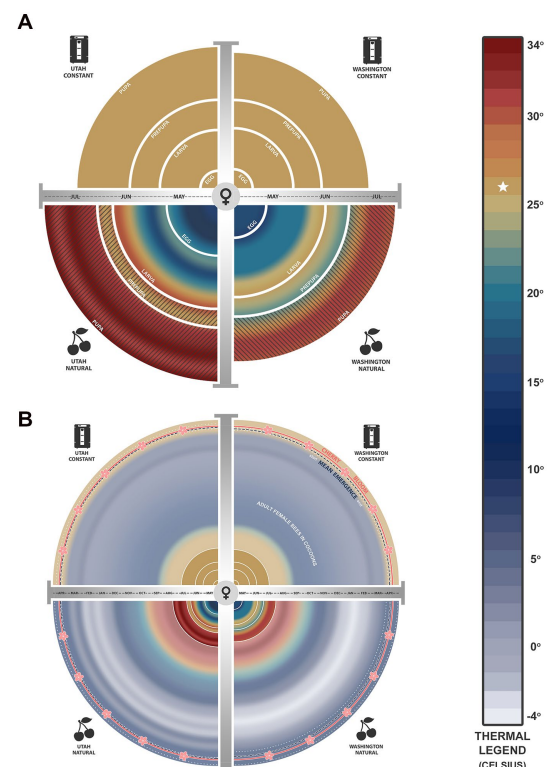 A
UTAH
CONSTANT
WASHINGTON
CONSTANT
PUPA
PUPA
PREPUPA
PREPUPA
LARVA
LARVA
EGG
EGG
JUL
JUN
MAY
MAY
JUN
JUL
EGG
EGG
LARVA
LARVA
PREPUPA
PREPUPA
PUPA
PUPA
UTAH
NATURAL
WASHINGTON
NATURAL
B
UTAH
CONSTANT
WASHINGTON
CONSTANT
CHERRY BLOOM
MEAN EMERGENCE
ADULT FEMALE BEES IN COCOONS
UTAH
NATURAL
WASHINGTON
NATURAL
34°
30°
25°
20°
15°
10°
5°
0°
-4°
THERMAL
LEGEND
(CELSIUS)